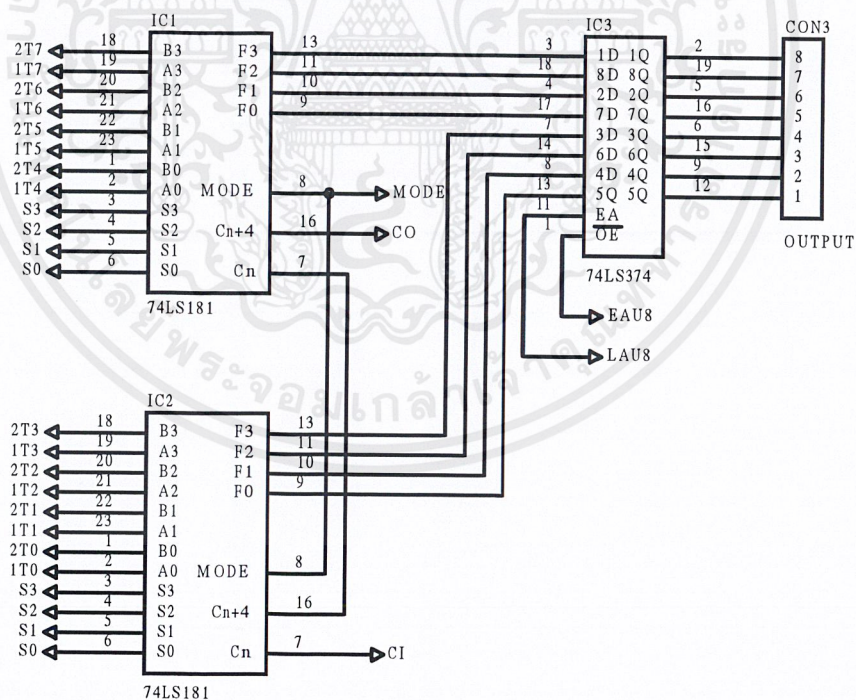 IC1
2T7 18 B3 F3 13
1T7 19 A3 F2 11
2T6 20 B2 F1 10
1T6 21 A2 F0 9
2T5 22 B1
1T5 23 A1
2T4 1 B0
1T4 2 A0 MODE 8 MODE
S3 3 S3
S2 4 S2 Cn+4 16 CO
S1 5 S1
S0 6 S0 Cn 7
74LS181
IC3 CON3
3 1D 1Q 2 8
18 8D 8Q 19 7
4 2D 2Q 5 6
17 7D 7Q 16 5
7 3D 3Q 6 4
14 6D 6Q 15 3
8 4D 4Q 9 2
13 5Q 5Q 12 1
11 EA
1 OE
OUTPUT
74LS374
EAU8
LAU8
IC2
2T3 18 B3 F3 13
1T3 19 A3 F2 11
2T2 20 B2 F1 10
1T2 21 A2 F0 9
2T1 22 B1
1T1 23 A1
2T0 1 B0
1T0 2 A0 MODE 8
S3 3 S3
S2 4 S2 Cn+4 16
S1 5 S1
S0 6 S0 Cn 7 CI
74LS181